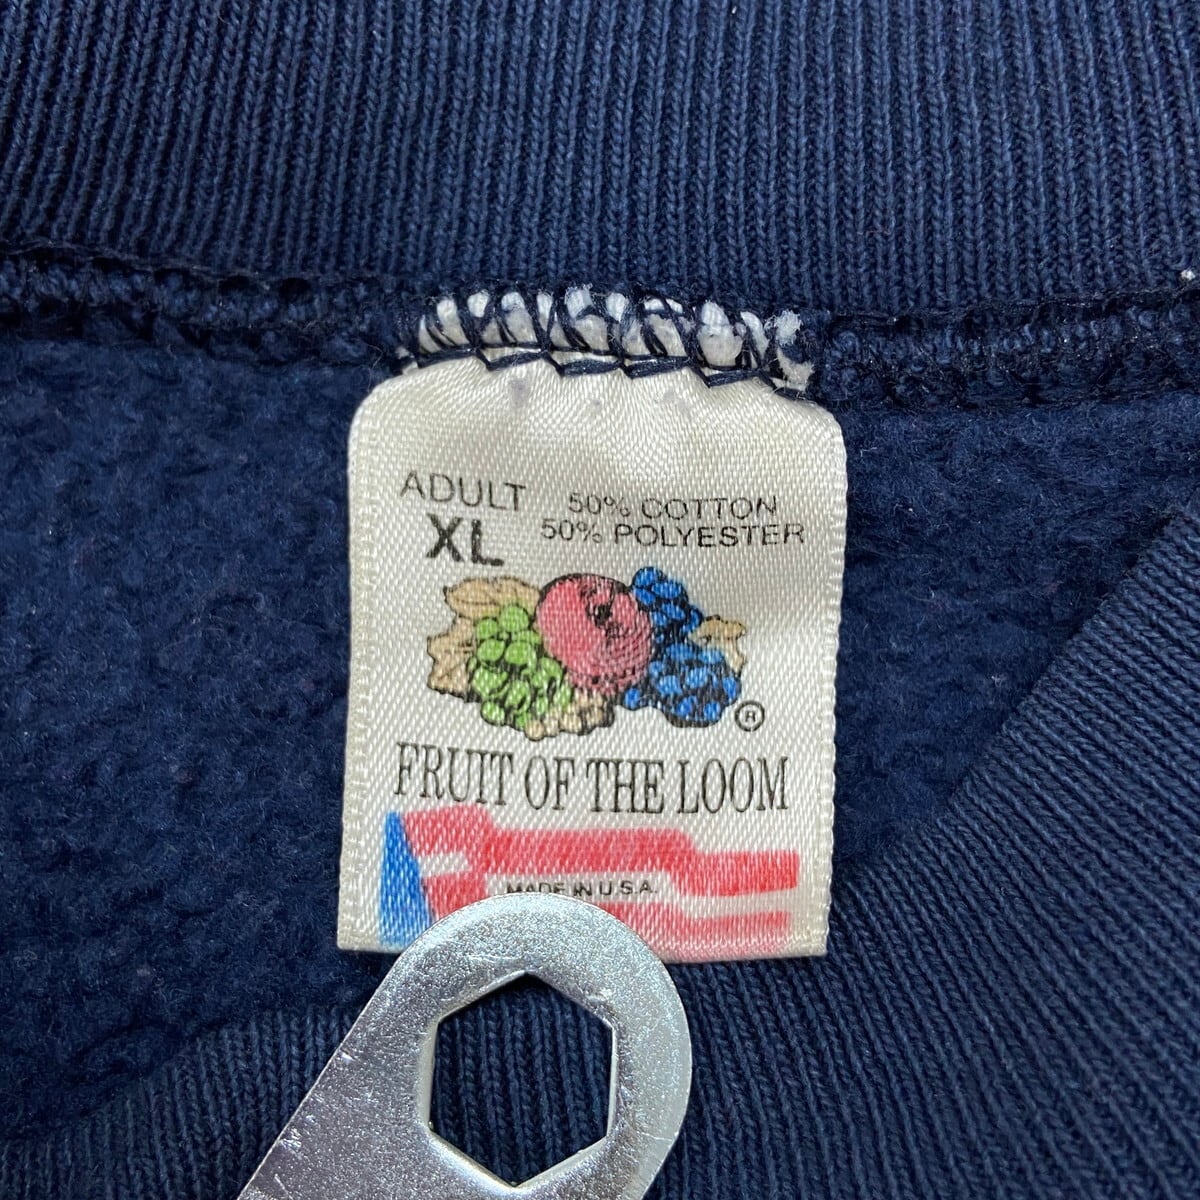 ADULT
XL
50% COTTON
50% POLYESTER
®
FRUIT OF THE LOOM
MADE IN U.S.A.